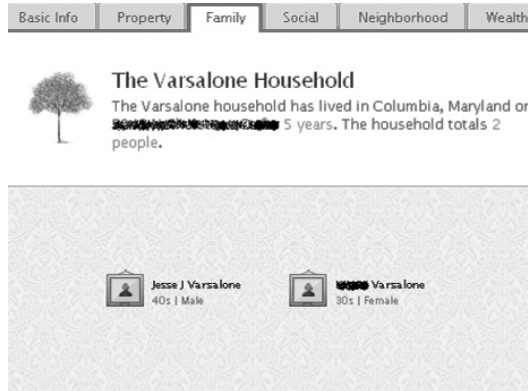 Basic Info Property Family Social Neighborhood Wealth
The Varsalone Household
The Varsalone household has lived in Columbia, Maryland on
5 years. The household totals 2
people.
Jesse J Varsalone Varsalone
40s | Male 30s | Female